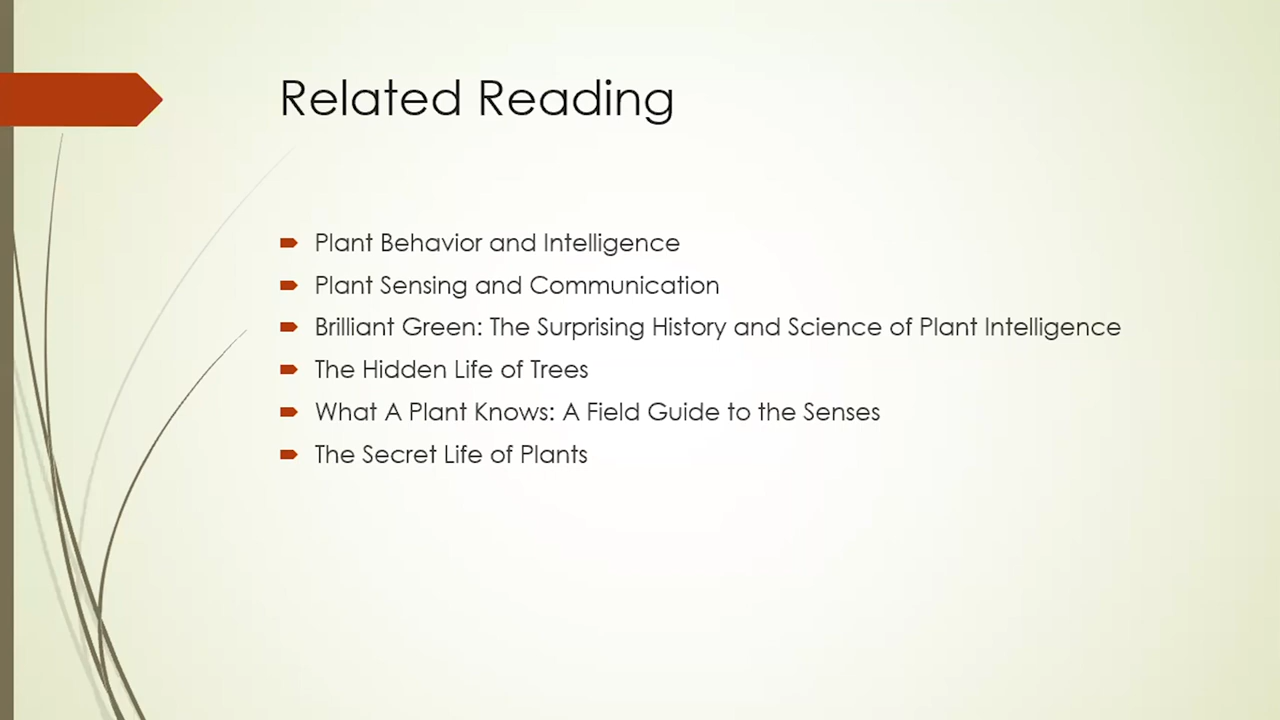 Related Reading
Plant Behavior and Intelligence
Plant Sensing and Communication
Brilliant Green: The Surprising History and Science of Plant Intelligence
The Hidden Life of Trees
What A Plant Knows: A Field Guide to the Senses
The Secret Life of Plants